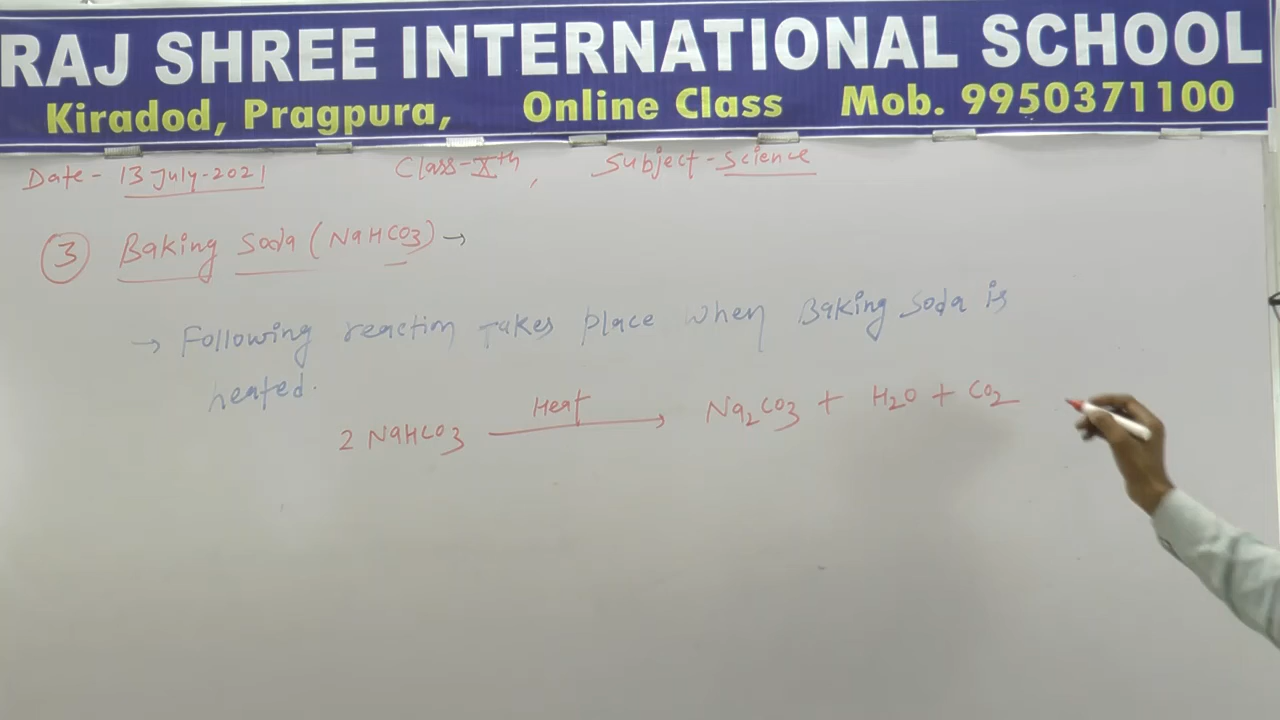 RAJ SHREE INTERNATIONAL SCHOOL
Kiradod, Pragpura, Online Class Mob. 9950371100
Date- 13 July-2021 Class-Xth, Subject-Science
③ Baking Soda (NaHCO3) →
→ Following reaction takes place when Baking Soda is
heated.
2 NaHCO3 Heat → Na2CO3 + H2O + CO2